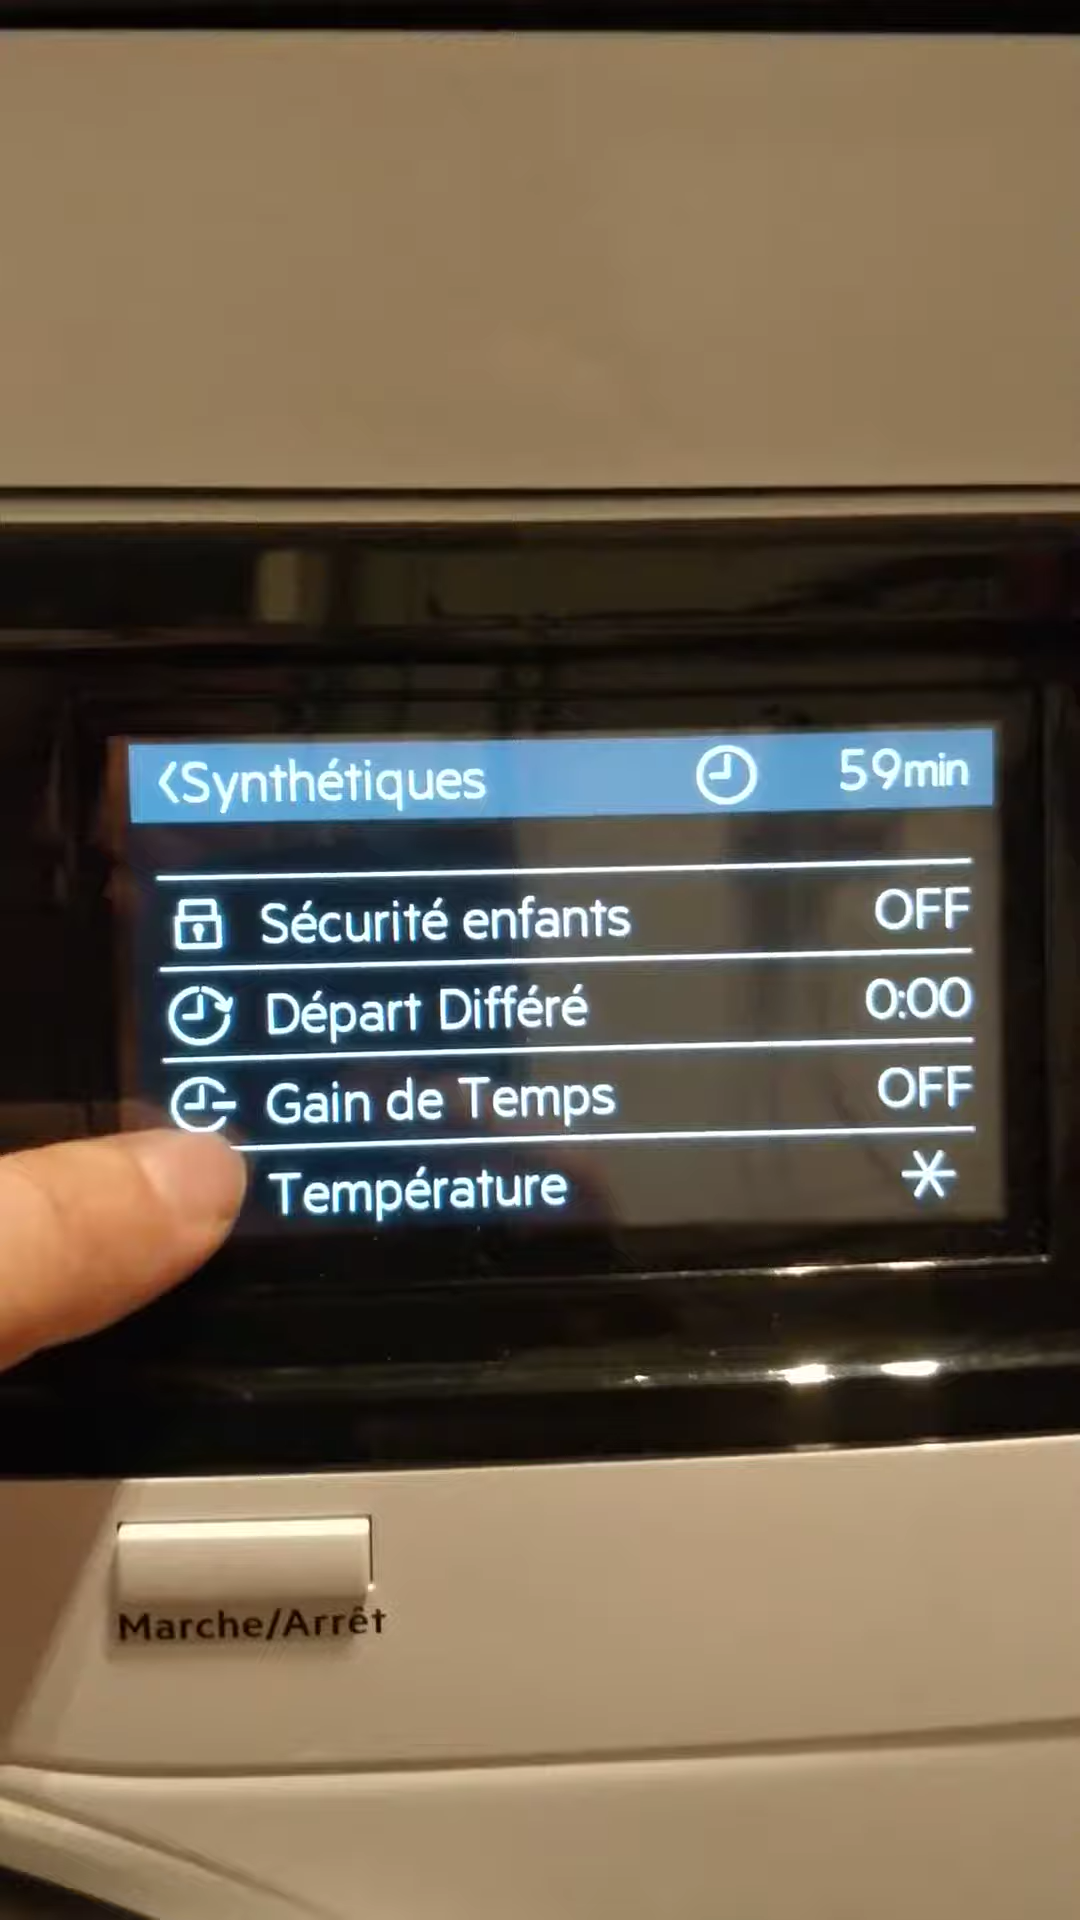 Synthétiques 59min
Sécurité enfants OFF
Départ Différé 0:00
Gain de Temps OFF
Température
Marche/Arrêt